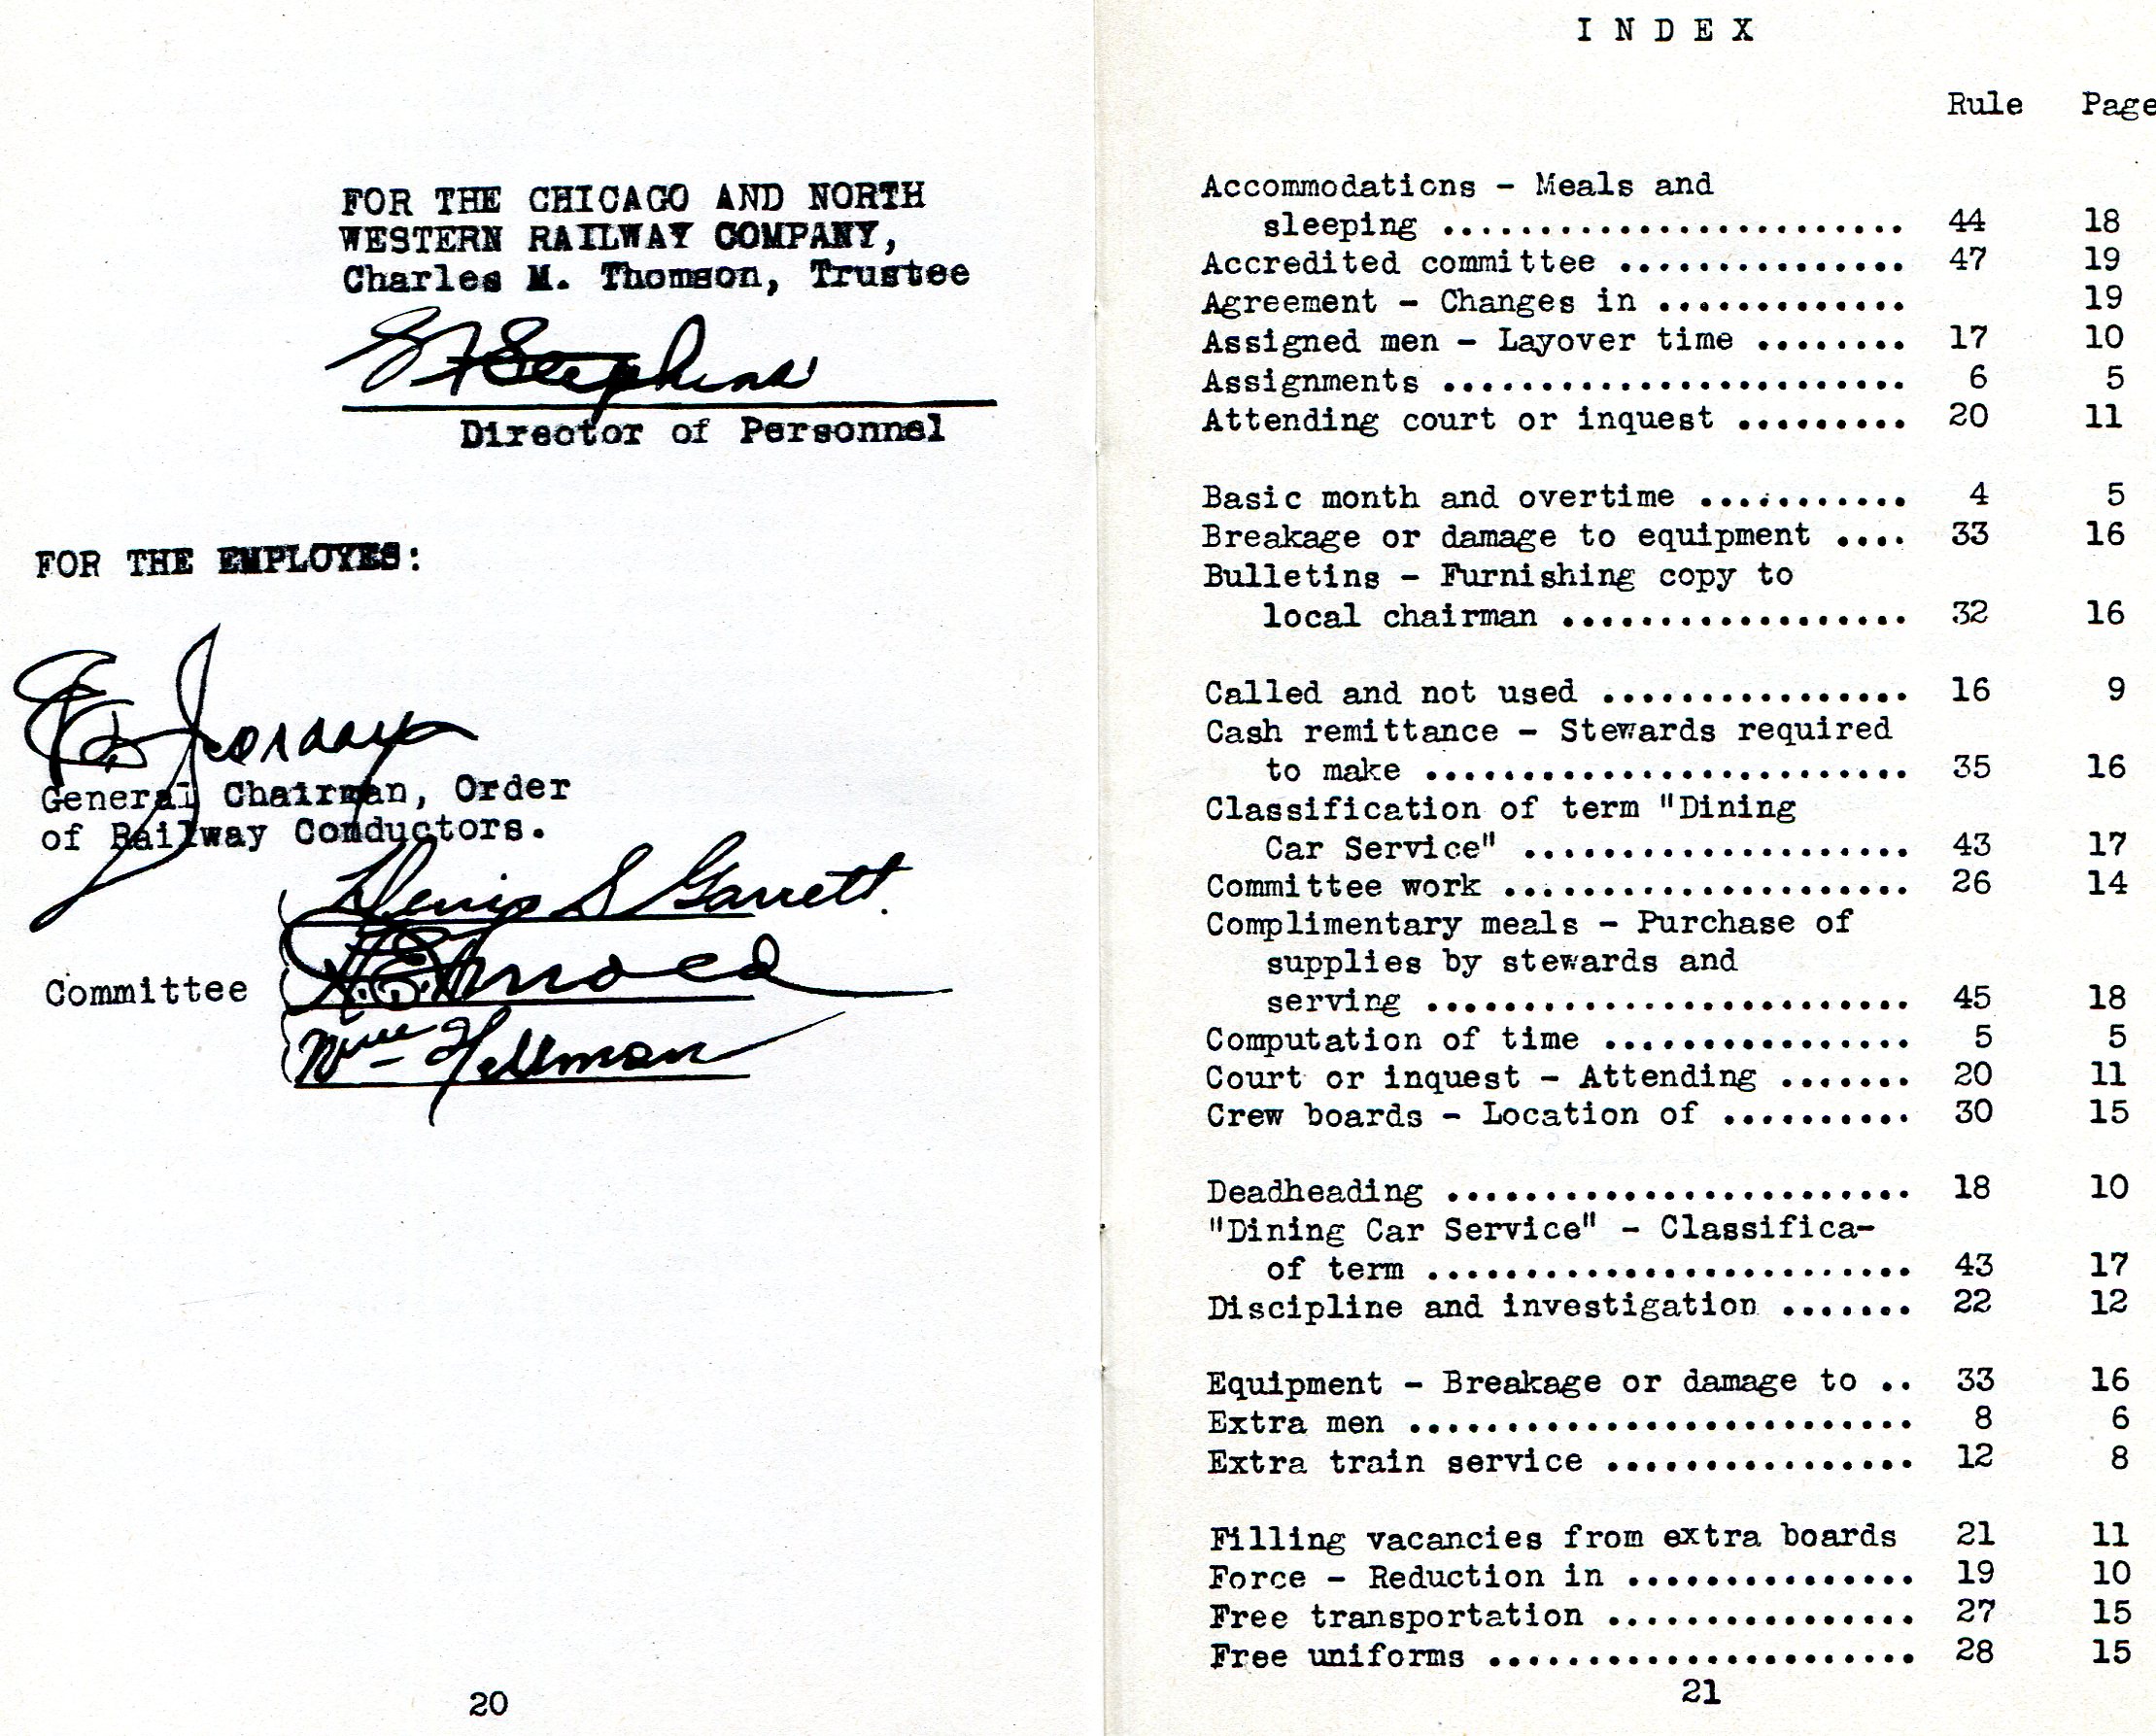 FOR THE CHICAGO AND NORTH
WESTERN RAILWAY COMPANY,
Charles M. Thomson, Trustee
Director of Personnel
FOR THE EMPLOYES:
General Chairman, Order
of Railway Conductors.
S Garrett
Committee
Wm Hellman
20
INDEX
Rule Page
Accommodations - Meals and
sleeping ........................ 44 18
Accredited committee ............... 47 19
Agreement - Changes in ............. 19
Assigned men - Layover time ........ 17 10
Assignments ........................ 6 5
Attending court or inquest ......... 20 11
Basic month and overtime ........... 4 5
Breakage or damage to equipment .... 33 16
Bulletins - Furnishing copy to
local chairman .................. 32 16
Called and not used ................ 16 9
Cash remittance - Stewards required
to make ......................... 35 16
Classification of term "Dining
Car Service" .................... 43 17
Committee work ..................... 26 14
Complimentary meals - Purchase of
supplies by stewards and
serving ......................... 45 18
Computation of time ................ 5 5
Court or inquest - Attending ....... 20 11
Crew boards - Location of .......... 30 15
Deadheading ........................ 18 10
"Dining Car Service" - Classifica-
of term ......................... 43 17
Discipline and investigation ....... 22 12
Equipment - Breakage or damage to .. 33 16
Extra men .......................... 8 6
Extra train service ................ 12 8
Filling vacancies from extra boards 21 11
Force - Reduction in ............... 19 10
Free transportation ................ 27 15
Free uniforms ...................... 28 15
21